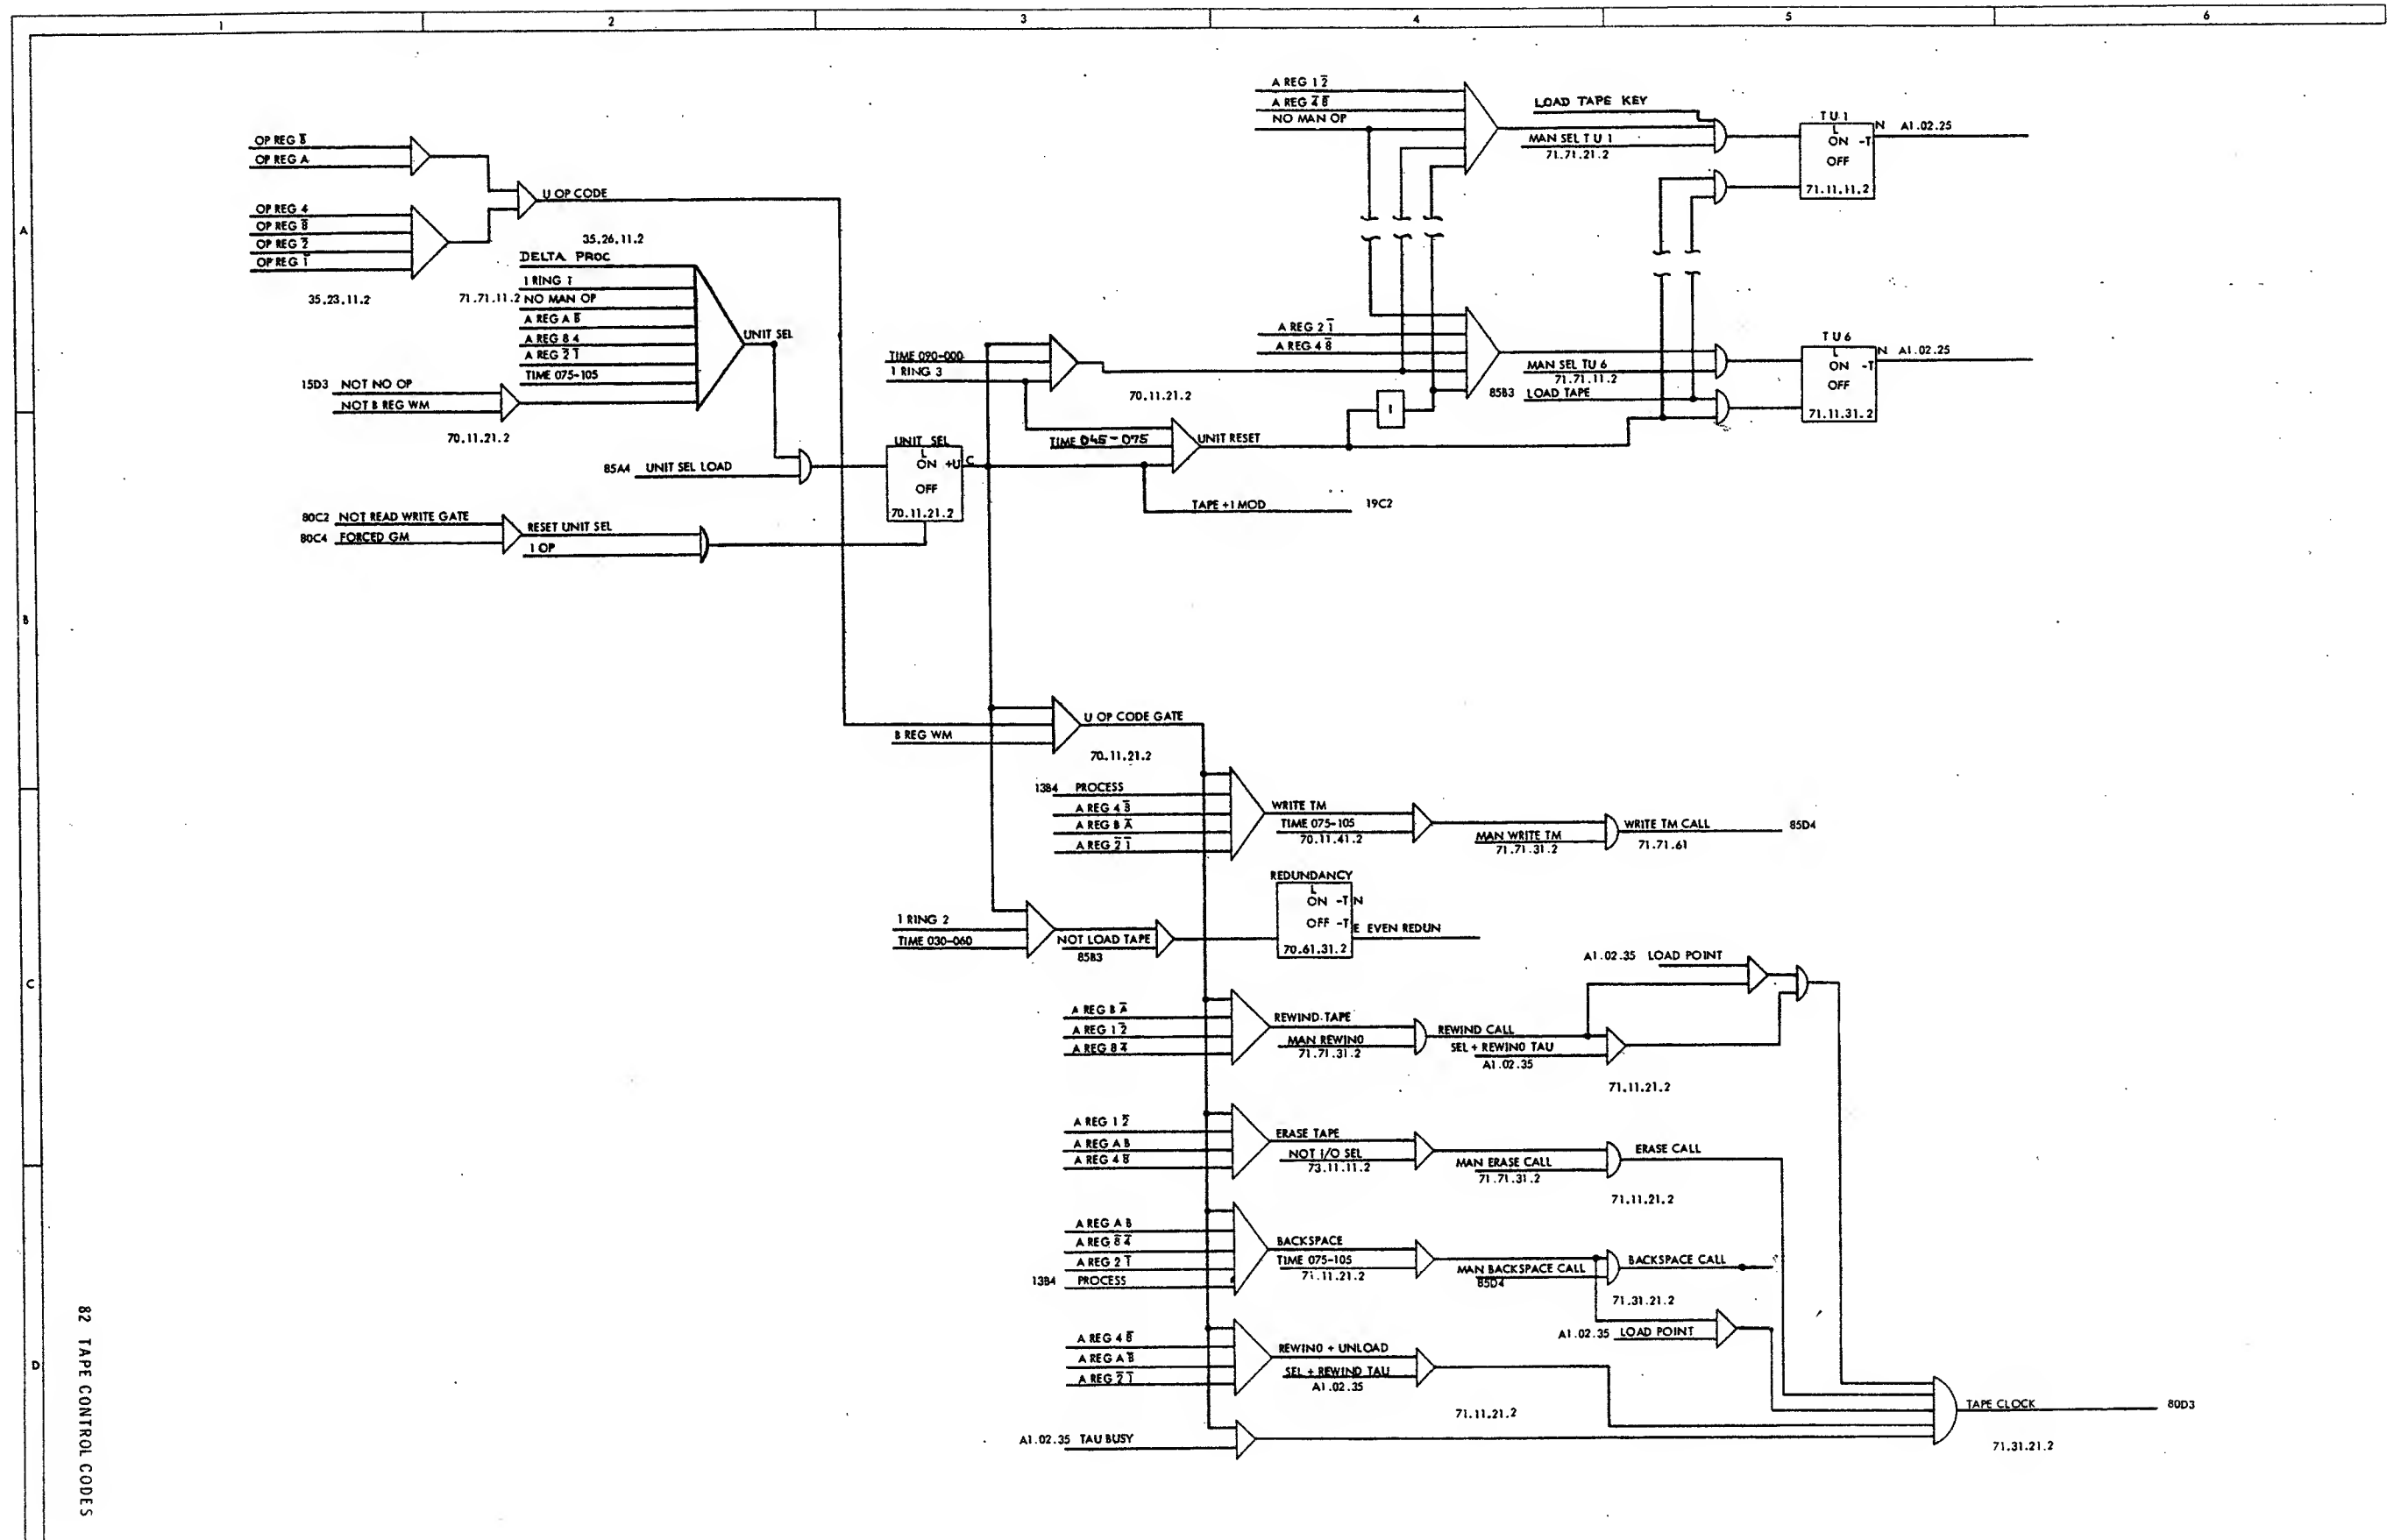 1 2 3 4 5 6
A
B
C
D
OP REG B̅
OP REG A
OP REG 4
OP REG 8̅
OP REG 2̅
OP REG 1̅
35.23.11.2
U OP CODE
35.26.11.2
DELTA PROC
1 RING 1
71.71.11.2 NO MAN OP
A REG A B̅
A REG 8 4
A REG 2̅ 1̅
TIME 075-105
UNIT SEL
15D3 NOT NO OP
NOT B REG WM
70.11.21.2
85A4 UNIT SEL LOAD
80C2 NOT READ WRITE GATE
80C4 FORCED GM
RESET UNIT SEL
1 OP
UNIT SEL
L
ON +U C
OFF
70.11.21.2
TIME 090-000
1 RING 3
70.11.21.2
TIME 045-075
UNIT RESET
I
TAPE +1 MOD 19C2
A REG 1 2̅
A REG 4̅ 8̅
NO MAN OP
LOAD TAPE KEY
MAN SEL T U 1
71.71.21.2
TU 1
L
ON -T N A1.02.25
OFF
71.11.11.2
A REG 2 1̅
A REG 4 8̅
MAN SEL TU 6
71.71.11.2
85B3 LOAD TAPE
TU 6
L
ON -T N A1.02.25
OFF
71.11.31.2
B REG WM
U OP CODE GATE
70.11.21.2
13B4 PROCESS
A REG 4 8̅
A REG B A̅
A REG 2̅ 1̅
WRITE TM
TIME 075-105
70.11.41.2
MAN WRITE TM
71.71.31.2
WRITE TM CALL 85D4
71.71.61
1 RING 2
TIME 030-060
NOT LOAD TAPE
85B3
REDUNDANCY
L
ON -T N
OFF -T E EVEN REDUN
70.61.31.2
A REG B A̅
A REG 1 2̅
A REG 8 4̅
REWIND TAPE
MAN REWIND
71.71.31.2
REWIND CALL
SEL + REWIND TAU
A1.02.35
A1.02.35 LOAD POINT
71.11.21.2
A REG 1 2̅
A REG A B
A REG 4 8̅
ERASE TAPE
NOT I/O SEL
73.11.11.2
MAN ERASE CALL
71.71.31.2
ERASE CALL
71.11.21.2
A REG A B
A REG 8̅ 4̅
A REG 2 1̅
13B4 PROCESS
BACKSPACE
TIME 075-105
71.11.21.2
MAN BACKSPACE CALL
85D4
BACKSPACE CALL
71.31.21.2
A1.02.35 LOAD POINT
A REG 4 8̅
A REG A B̅
A REG 2̅ 1̅
REWIND + UNLOAD
SEL + REWIND TAU
A1.02.35
71.11.21.2
A1.02.35 TAU BUSY
TAPE CLOCK 80D3
71.31.21.2
82 TAPE CONTROL CODES